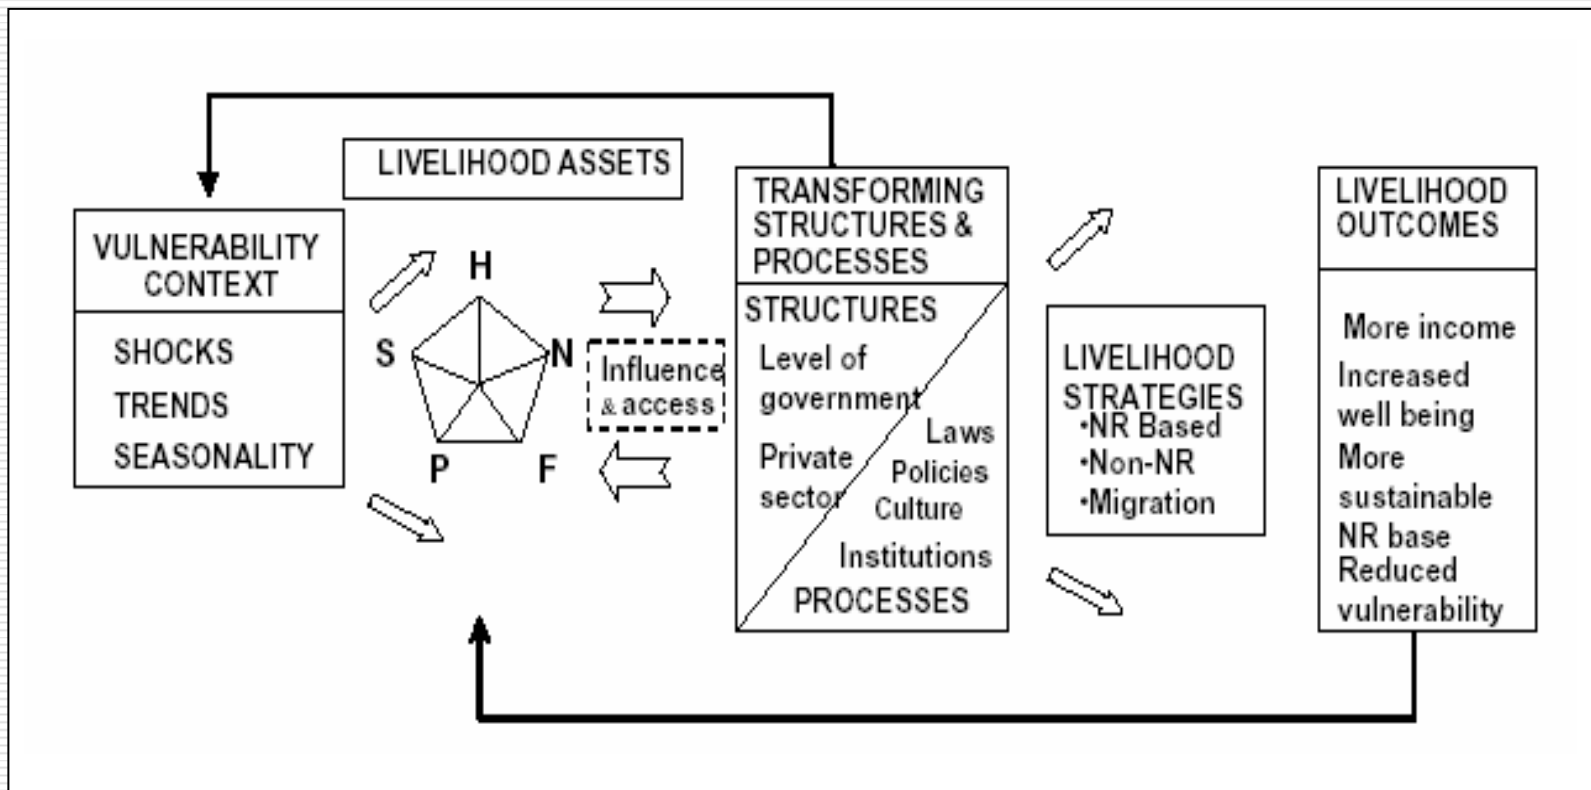 LIVELIHOOD ASSETS
VULNERABILITY
CONTEXT
SHOCKS
TRENDS
SEASONALITY
H
S
N
P
F
Influence
& access
TRANSFORMING
STRUCTURES &
PROCESSES
STRUCTURES
Level of
government
Private
sector
Laws
Policies
Culture
Institutions
PROCESSES
LIVELIHOOD
STRATEGIES
•NR Based
•Non-NR
•Migration
LIVELIHOOD
OUTCOMES
More income
Increased
well being
More
sustainable
NR base
Reduced
vulnerability